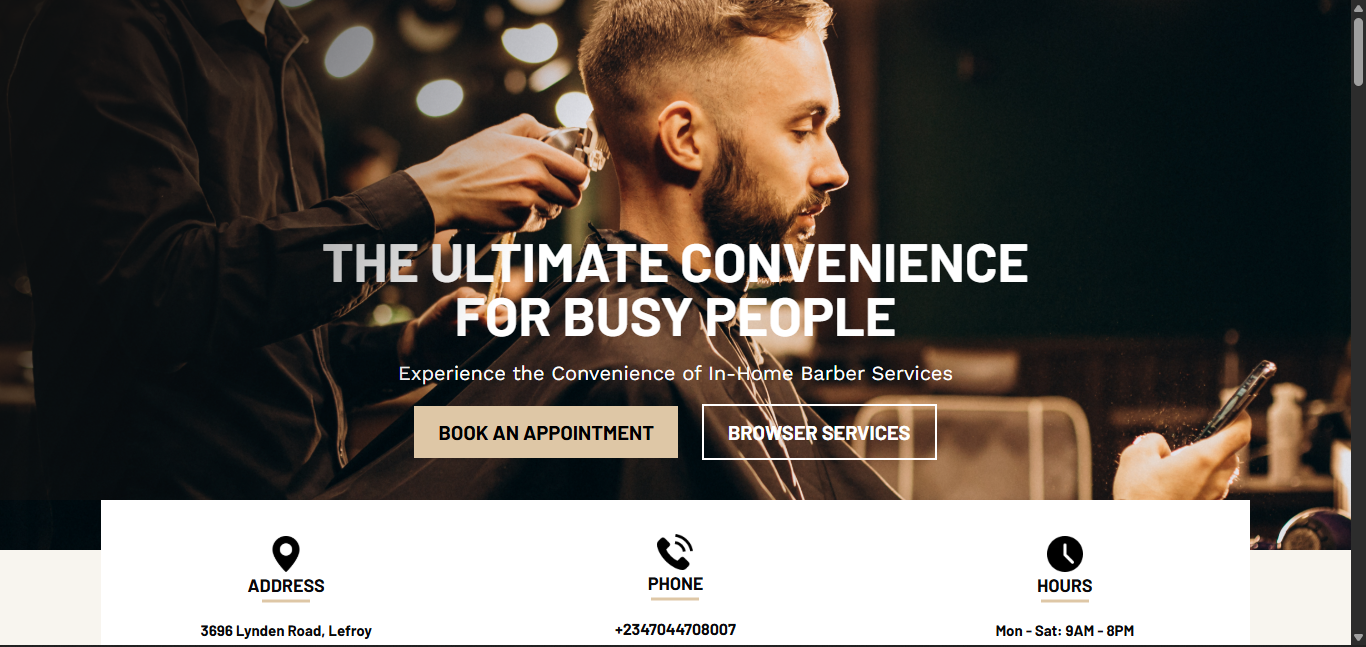 THE ULTIMATE CONVENIENCE
FOR BUSY PEOPLE
Experience the Convenience of In-Home Barber Services
BOOK AN APPOINTMENT
BROWSER SERVICES
ADDRESS
PHONE
HOURS
3696 Lynden Road, Lefroy
+2347044708007
Mon - Sat: 9AM - 8PM